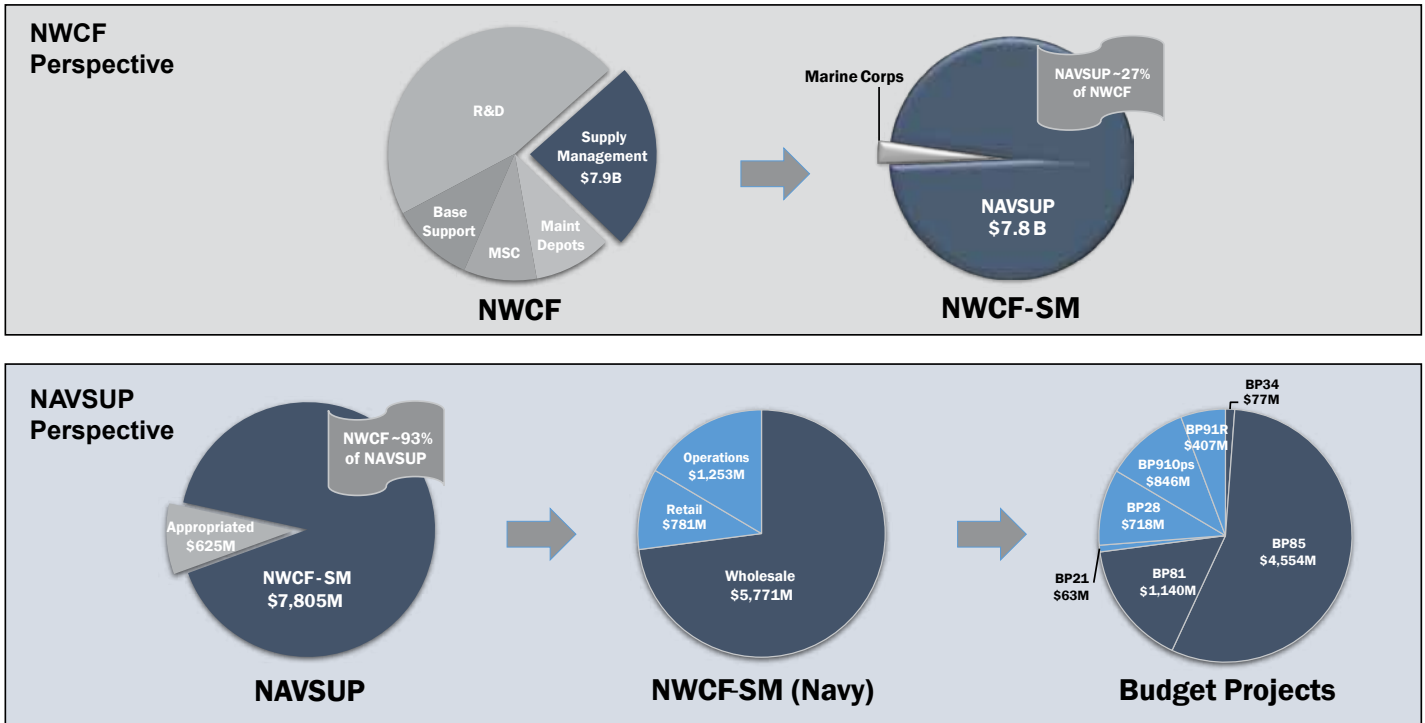 NWCF
Perspective
R&D
Supply
Management
$7.9B
Base
Support
MSC
Maint
Depots
NWCF
Marine Corps
NAVSUP ~27%
of NWCF
NAVSUP
$7.8 B
NWCF-SM
NAVSUP
Perspective
NWCF ~93%
of NAVSUP
Appropriated
$625M
NWCF-SM
$7,805M
NAVSUP
Operations
$1,253M
Retail
$781M
Wholesale
$5,771M
NWCF-SM (Navy)
BP34
$77M
BP91R
$407M
BP91Ops
$846M
BP28
$718M
BP21
$63M
BP81
$1,140M
BP85
$4,554M
Budget Projects